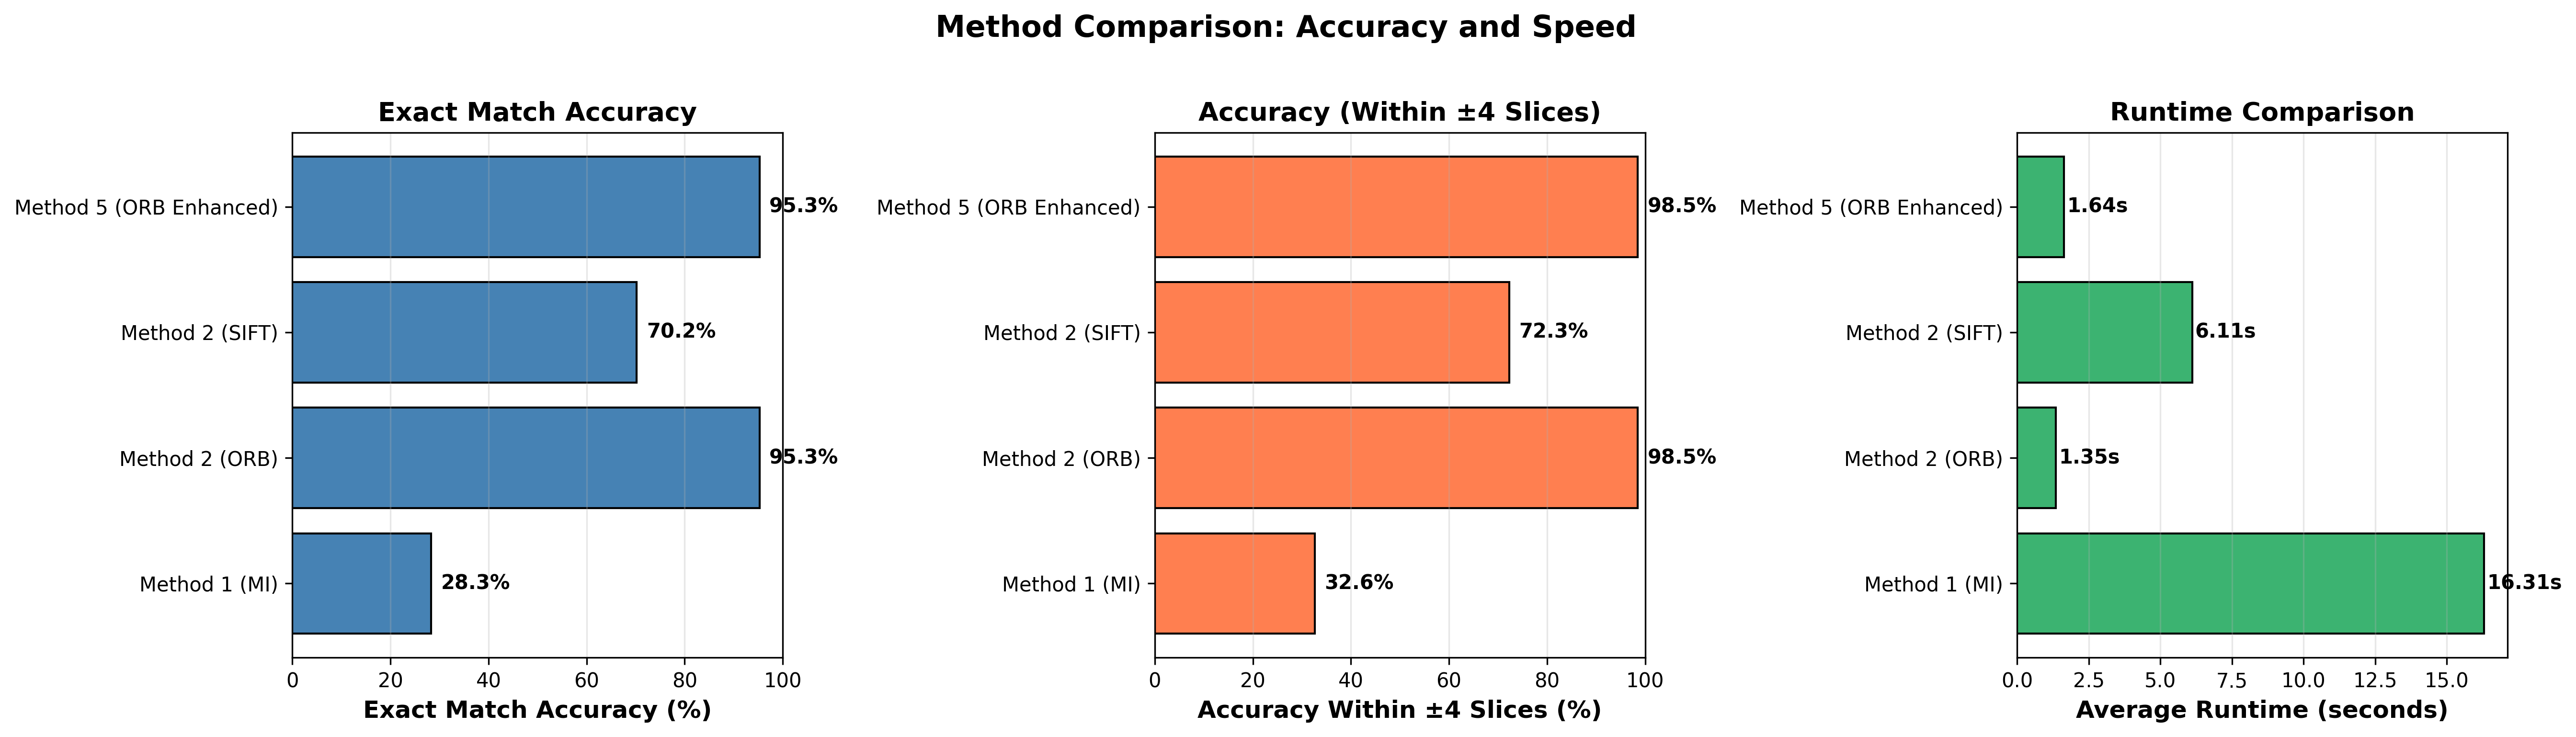 Method Comparison: Accuracy and Speed
Exact Match Accuracy
Method 5 (ORB Enhanced)
95.3%
Method 2 (SIFT)
70.2%
Method 2 (ORB)
95.3%
Method 1 (MI)
28.3%
0 20 40 60 80 100
Exact Match Accuracy (%)
Accuracy (Within ±4 Slices)
Method 5 (ORB Enhanced)
98.5%
Method 2 (SIFT)
72.3%
Method 2 (ORB)
98.5%
Method 1 (MI)
32.6%
0 20 40 60 80 100
Accuracy Within ±4 Slices (%)
Runtime Comparison
Method 5 (ORB Enhanced)
1.64s
Method 2 (SIFT)
6.11s
Method 2 (ORB)
1.35s
Method 1 (MI)
16.31s
0.0 2.5 5.0 7.5 10.0 12.5 15.0
Average Runtime (seconds)